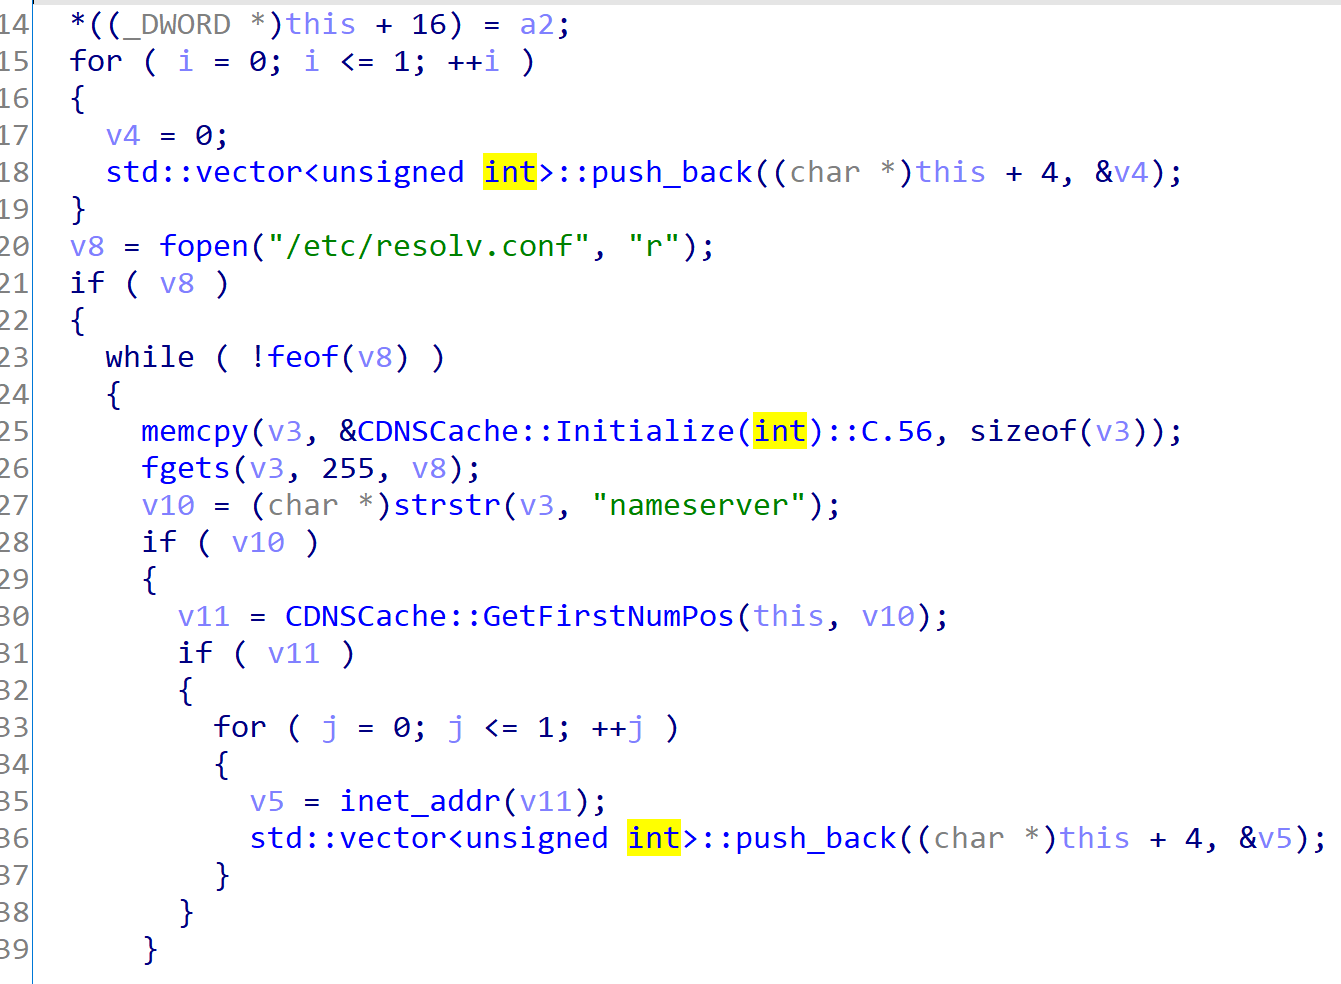 14 *((_DWORD *)this + 16) = a2;
15 for ( i = 0; i <= 1; ++i )
16 {
17 v4 = 0;
18 std::vector<unsigned int>::push_back((char *)this + 4, &v4);
19 }
20 v8 = fopen("/etc/resolv.conf", "r");
21 if ( v8 )
22 {
23 while ( !feof(v8) )
24 {
25 memcpy(v3, &CDNSCache::Initialize(int)::C.56, sizeof(v3));
26 fgets(v3, 255, v8);
27 v10 = (char *)strstr(v3, "nameserver");
28 if ( v10 )
29 {
30 v11 = CDNSCache::GetFirstNumPos(this, v10);
31 if ( v11 )
32 {
33 for ( j = 0; j <= 1; ++j )
34 {
35 v5 = inet_addr(v11);
36 std::vector<unsigned int>::push_back((char *)this + 4, &v5);
37 }
38 }
39 }